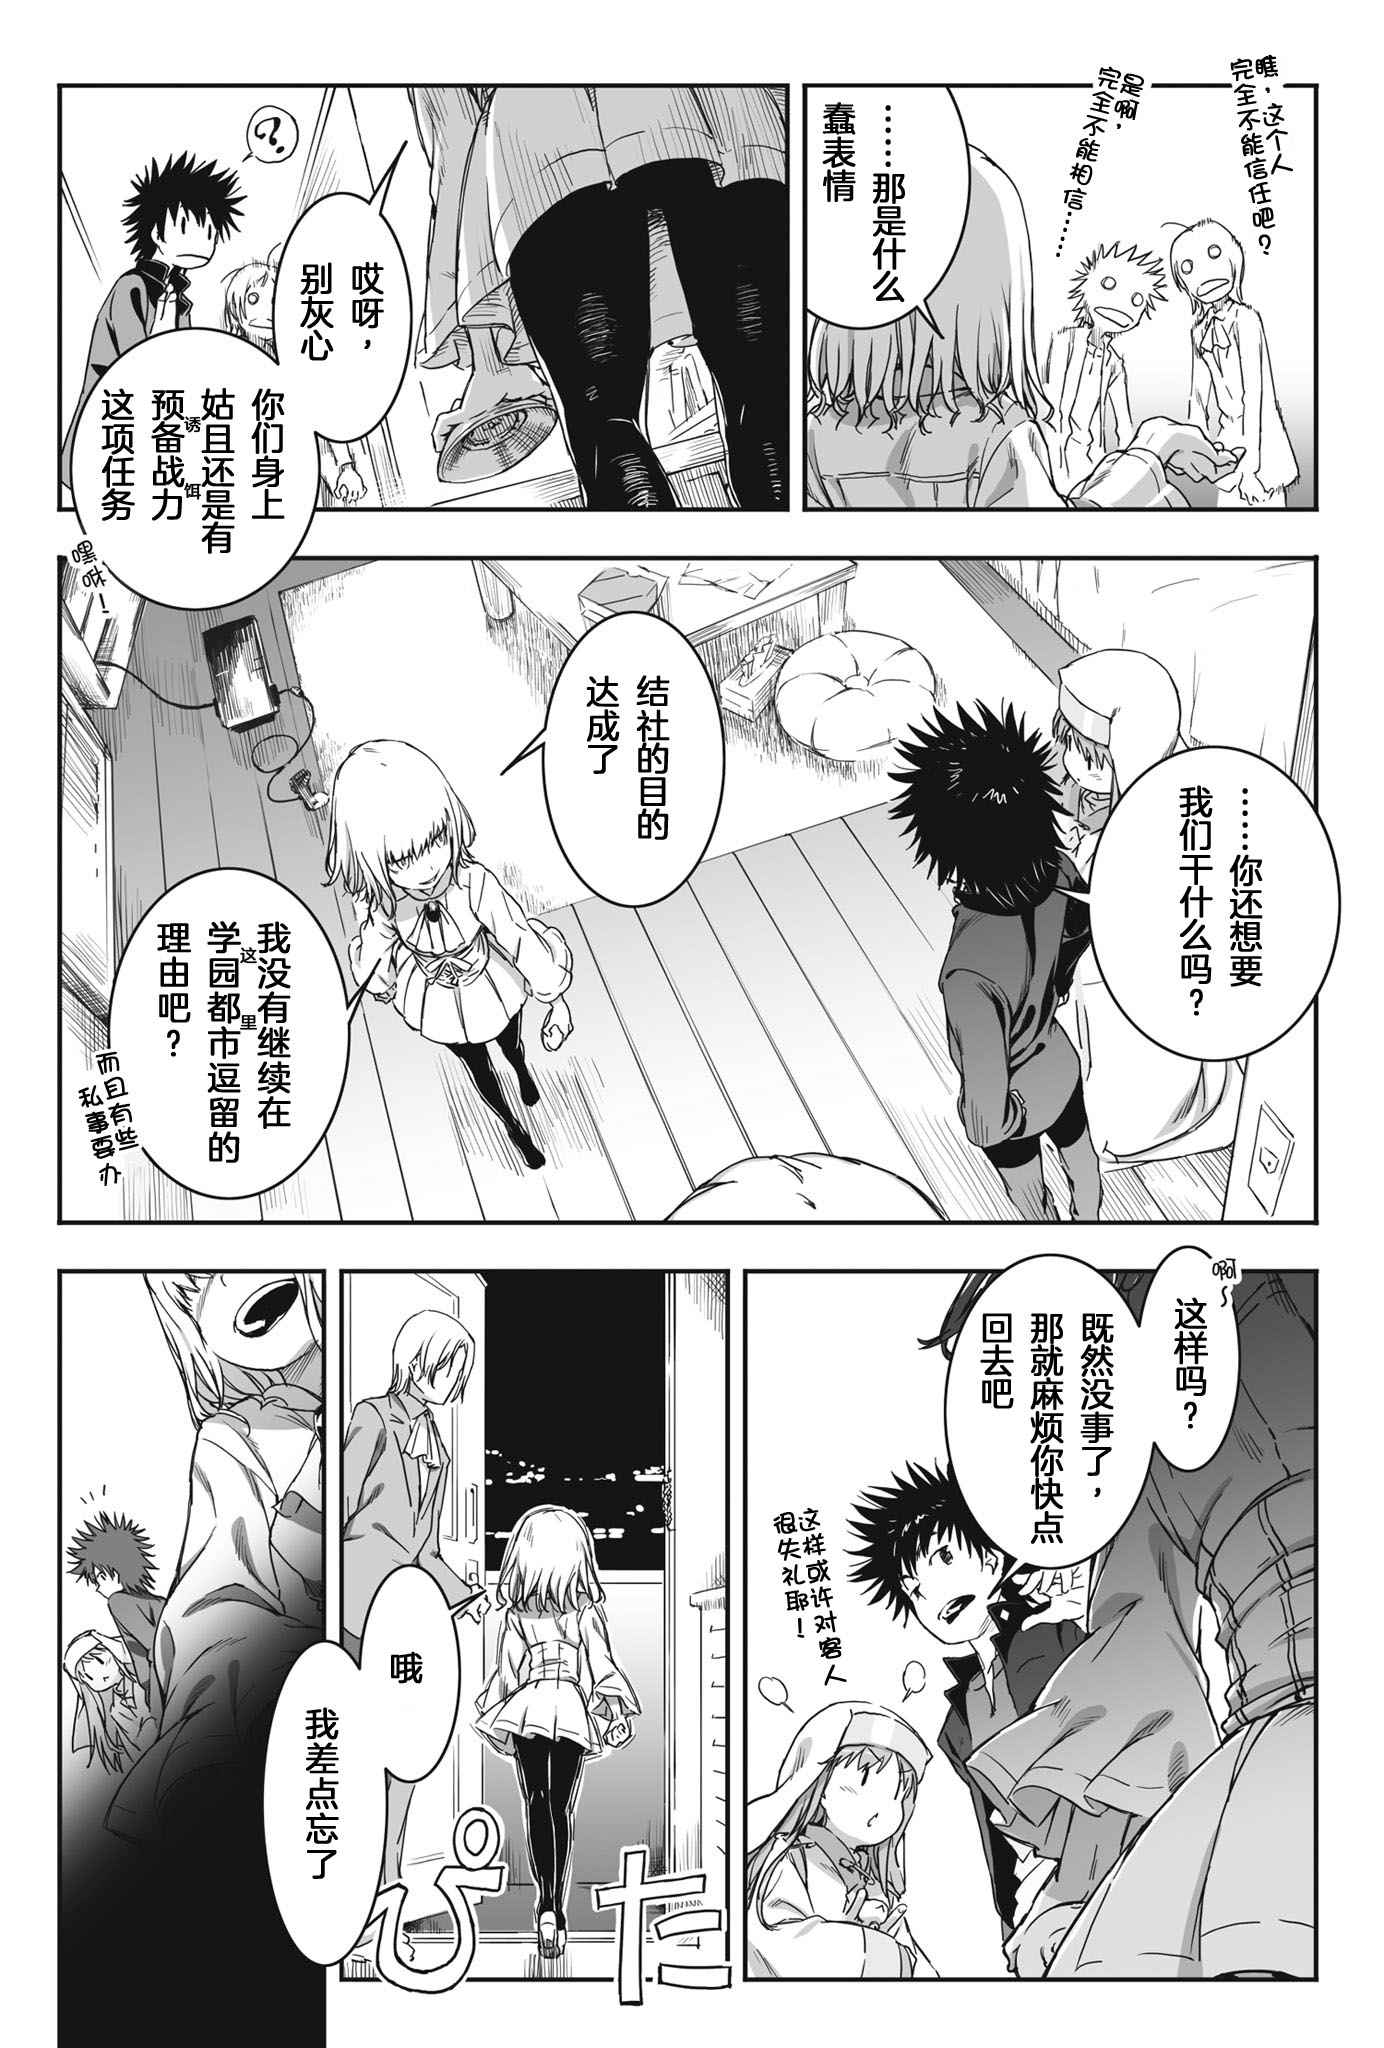 瞧，这个人
完全不能信任吧？
是啊，
完全不能相信……
……那是什么
蠢表情
？
哎呀，
别灰心
你们身上
姑且还是有
诱饵
预备战力
这项任务
嘿咻！
……你还想要
我们干什么吗？
结社的目的
达成了
我没有继续在
这里
学园都市逗留的
理由吧？
而且有些
私事要办
啊～
这样吗？
既然没事了，
那就麻烦你快点
回去吧
这样或许对客人
很失礼耶！
ぴた
哦
我差点忘了